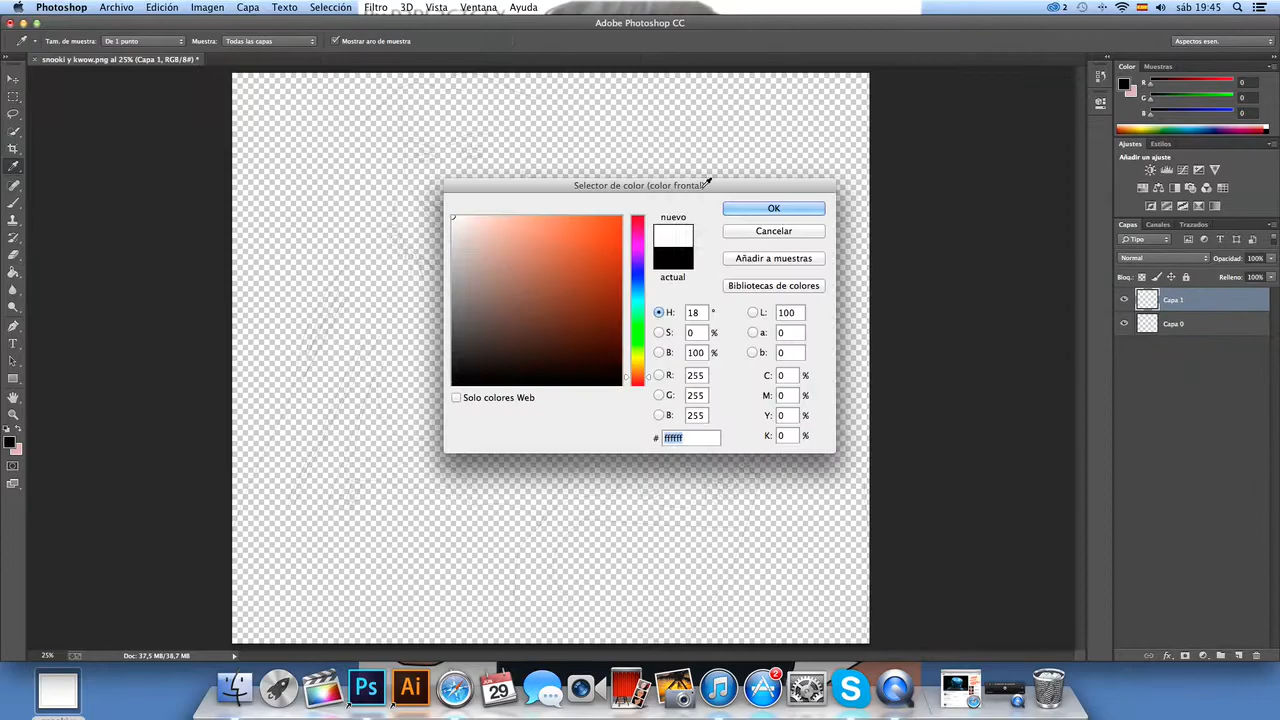 Photoshop Archivo Edición Imagen Capa Texto Selección Filtro 3D Vista Ventana Ayuda 2 sáb 19:45
Adobe Photoshop CC
Tam. de muestra: De 1 punto Muestra: Todas las capas Mostrar aro de muestra Aspectos esen.
snooki y kwow.png al 25% (Capa 1, RGB/8#) *
Color Muestras
R 0
G 0
B 0
Ajustes Estilos
Añadir un ajuste
Selector de color (color frontal)
nuevo
actual
OK
Cancelar
Añadir a muestras
Bibliotecas de colores
H: 18 ° L: 100
S: 0 % a: 0
B: 100 % b: 0
R: 255 C: 0 %
G: 255 M: 0 %
B: 255 Y: 0 %
# ffffff K: 0 %
Solo colores Web
Capas Canales Trazados
Tipo
Normal Opacidad: 100%
Bloq.: Relleno: 100%
Capa 1
Capa 0
25% Doc: 37,5 MB/38,7 MB
Ps
Ai
APR
29
2